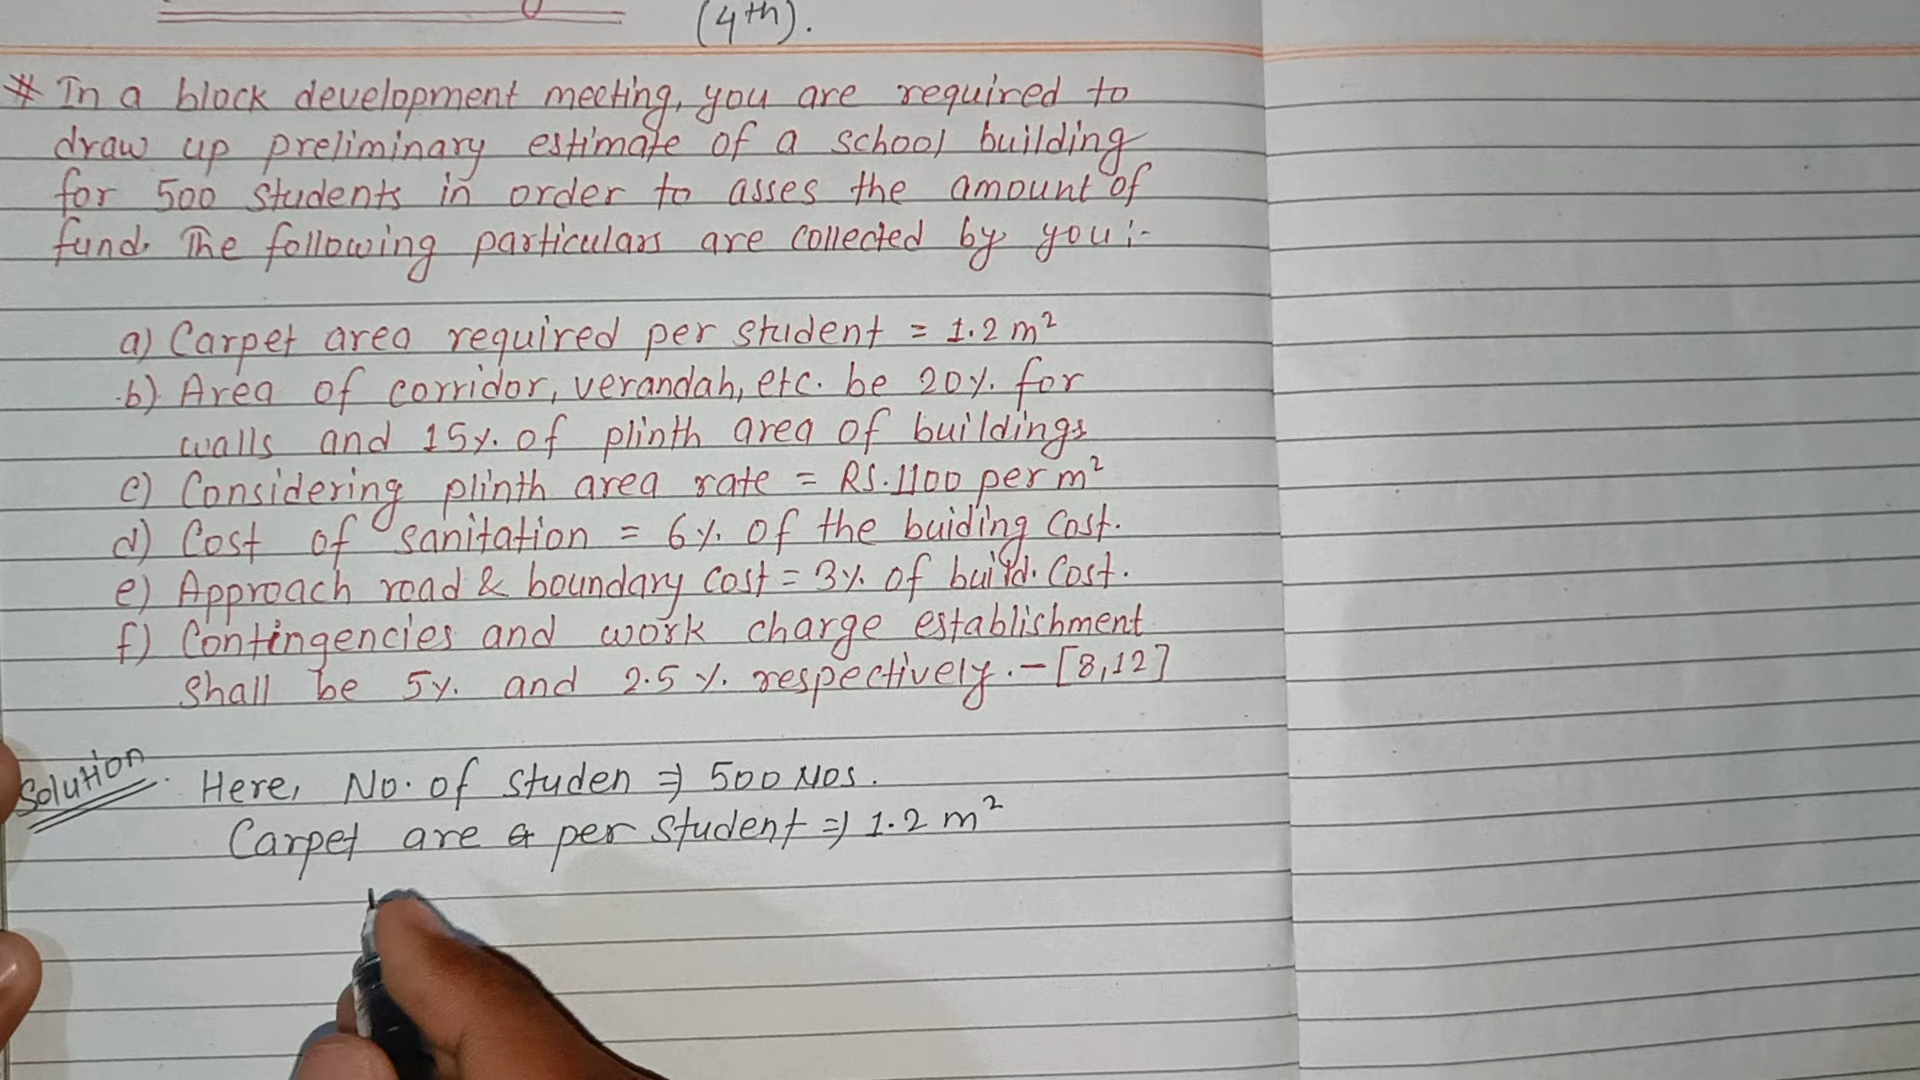 (4th).
* In a block development meeting, you are required to
draw up preliminary estimate of a school building
for 500 students in order to asses the amount of
fund. The following particulars are collected by you :-
a) Carpet area required per student = 1.2 m²
b) Area of corridor, verandah, etc. be 20%. for
walls and 15%. of plinth area of buildings
c) Considering plinth area rate = RS. 1100 per m²
d) Cost of sanitation = 6%. of the buiding cost.
e) Approach road & boundary cost = 3%. of build. cost.
f) Contingencies and work charge establishment
shall be 5%. and 2.5%. respectively. - [8,12]
Solution. Here, No. of studen ⇒ 500 Nos.
Carpet are a per student ⇒ 1.2 m²